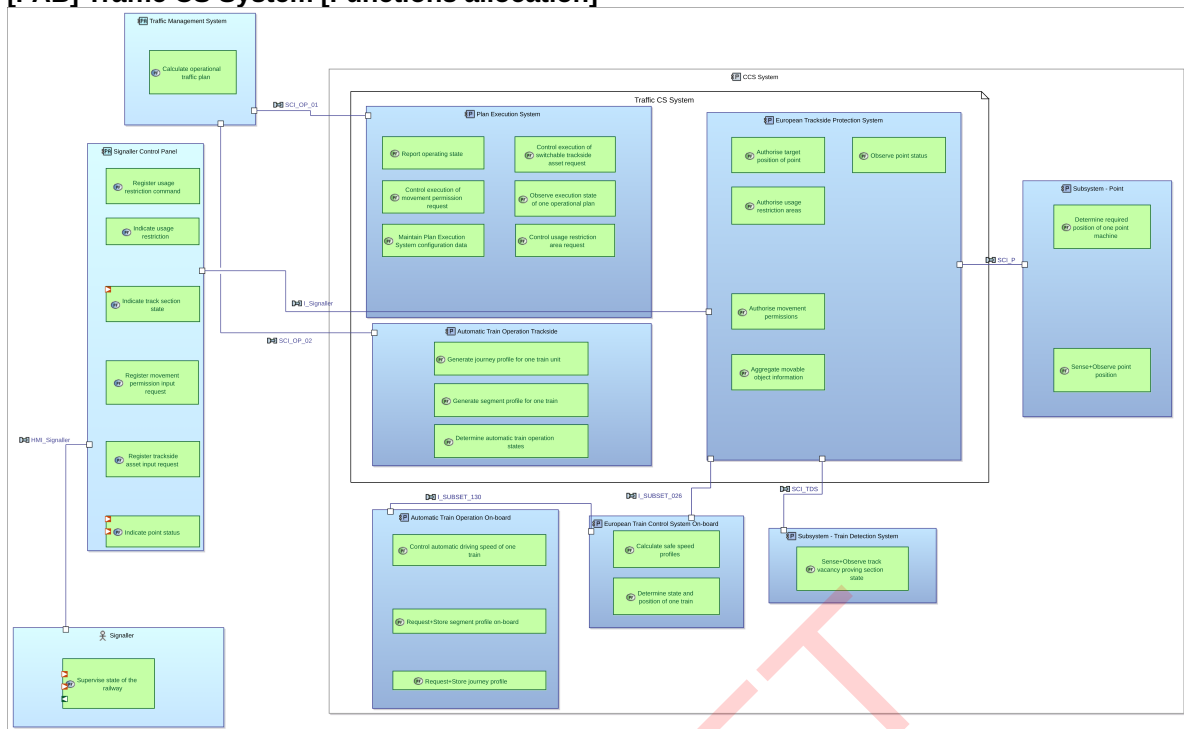 [PAB] Traffic CS System [Functions allocation]
Traffic Management System
Calculate operational
traffic plan
SCI_OP_01
CCS System
Traffic CS System
Plan Execution System
Report operating state
Control execution of
switchable trackside
asset request
Control execution of
movement permission
request
Observe execution state
of one operational plan
Maintain Plan Execution
System configuration data
Control usage restriction
area request
European Trackside Protection System
Authorise target
position of point
Observe point status
Authorise usage
restriction areas
Authorise movement
permissions
Aggregate movable
object information
Subsystem - Point
Determine required
position of one point
machine
Sense+Observe point
position
SCI_P
Signaller Control Panel
Register usage
restriction command
Indicate usage
restriction
Indicate track section
state
Register movement
permission input
request
Register trackside
asset input request
Indicate point status
I_Signaller
SCI_OP_02
HMI_Signaller
Automatic Train Operation Trackside
Generate journey profile for one train unit
Generate segment profile for one train
Determine automatic train operation
states
I_SUBSET_130
I_SUBSET_026
SCI_TDS
Automatic Train Operation On-board
Control automatic driving speed of one
train
Request+Store segment profile on-board
Request+Store journey profile
European Train Control System On-board
Calculate safe speed
profiles
Determine state and
position of one train
Subsystem - Train Detection System
Sense+Observe track
vacancy proving section
state
Signaller
Supervise state of the
railway